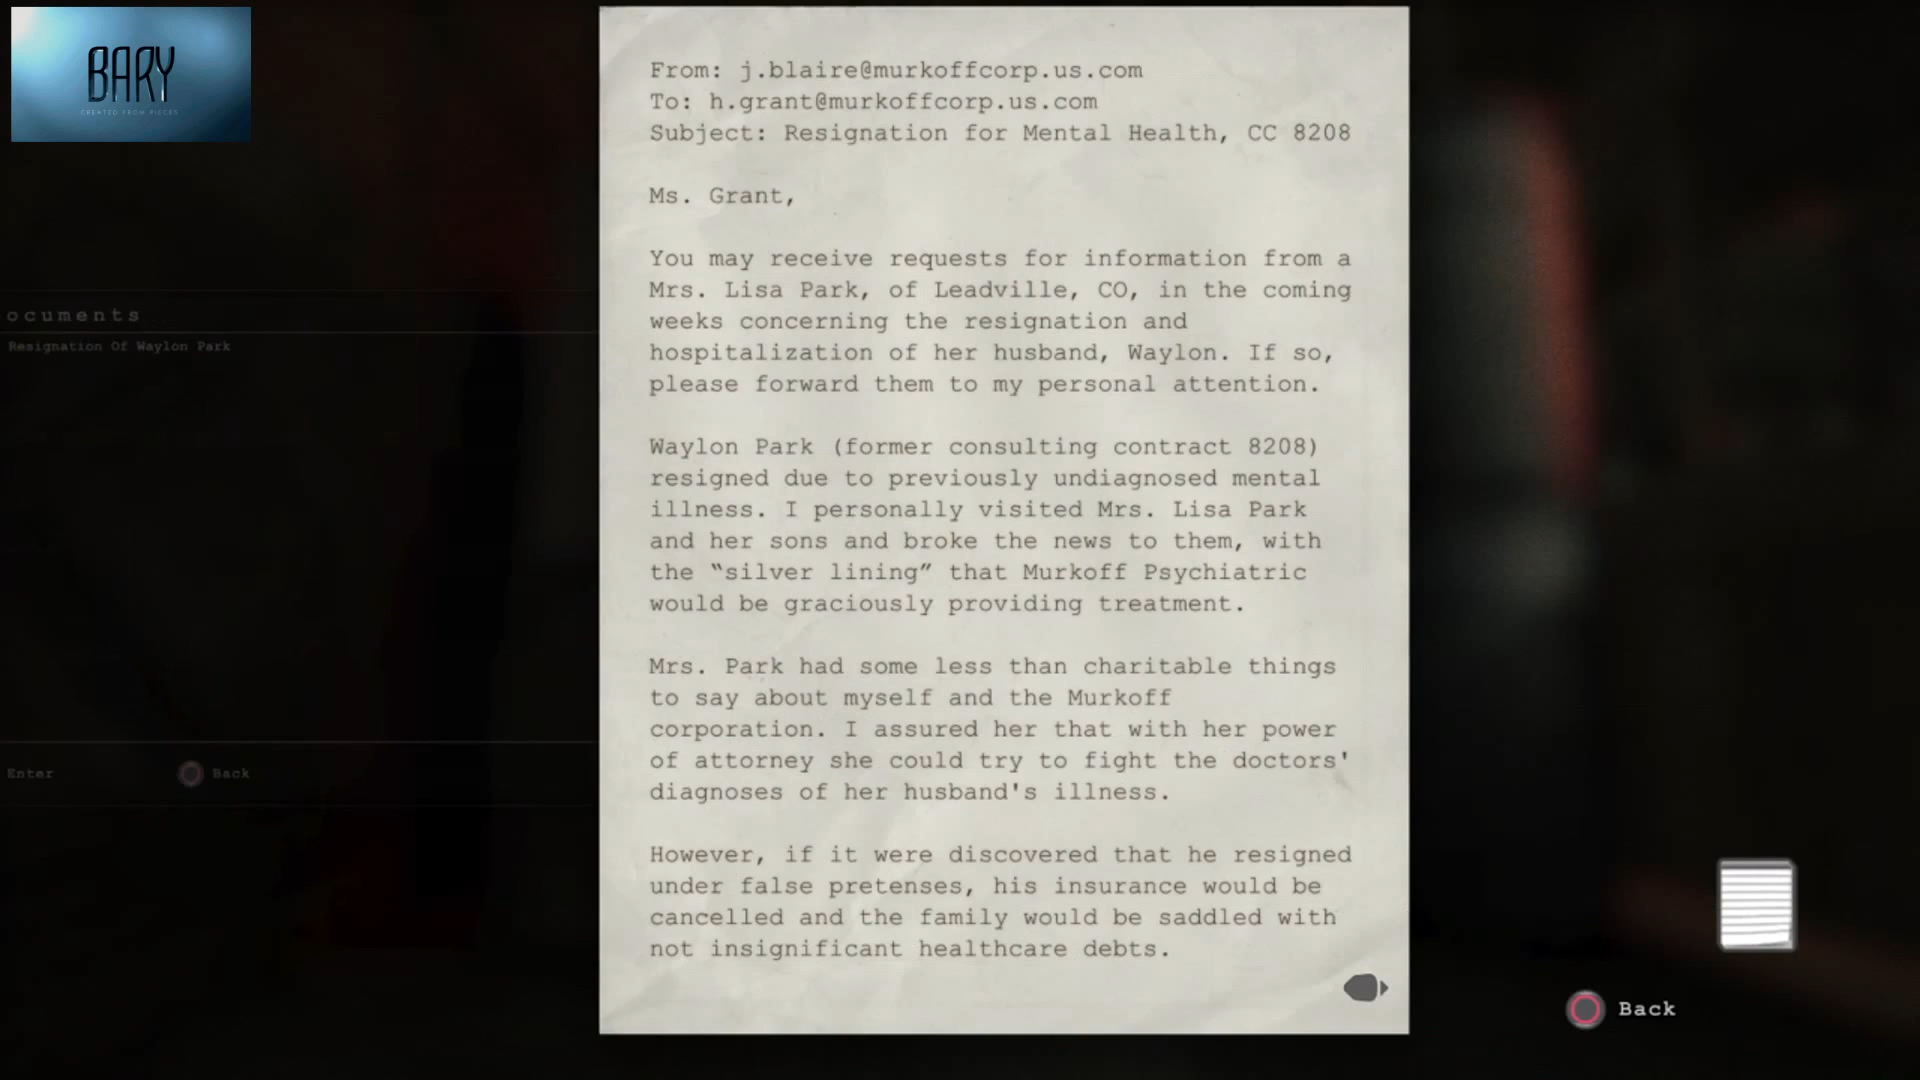 BARY
CREATED FROM PIECES
From: j.blaire@murkoffcorp.us.com
To: h.grant@murkoffcorp.us.com
Subject: Resignation for Mental Health, CC 8208
Ms. Grant,
You may receive requests for information from a
Mrs. Lisa Park, of Leadville, CO, in the coming
weeks concerning the resignation and
hospitalization of her husband, Waylon. If so,
please forward them to my personal attention.
Waylon Park (former consulting contract 8208)
resigned due to previously undiagnosed mental
illness. I personally visited Mrs. Lisa Park
and her sons and broke the news to them, with
the “silver lining” that Murkoff Psychiatric
would be graciously providing treatment.
Mrs. Park had some less than charitable things
to say about myself and the Murkoff
corporation. I assured her that with her power
of attorney she could try to fight the doctors'
diagnoses of her husband's illness.
However, if it were discovered that he resigned
under false pretenses, his insurance would be
cancelled and the family would be saddled with
not insignificant healthcare debts.
ocuments
Resignation Of Waylon Park
Enter
Back
Back